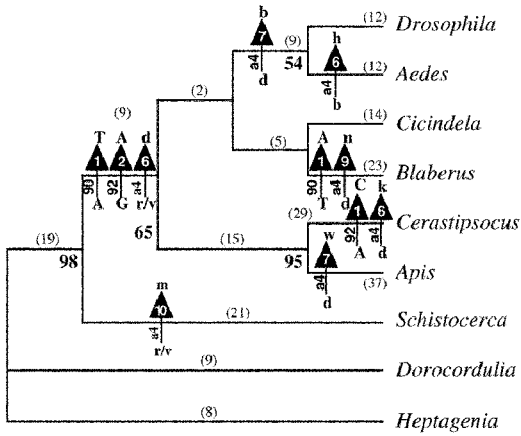 b
(9)
(12)
Drosophila
7
a4
d
54
h
6
a4
b
(12)
Aedes
(2)
(9)
T A d
1 2 6
90 92 a4
A G r/v
(14)
Cicindela
(5)
A n
1 9
90 a4
T d
(23)
Blaberus
65
(29)
C k
1 6
92 a4
A d
Cerastipsocus
(19)
98
(15)
95
w
7
a4
d
(37)
Apis
m
10
a4
r/v
(21)
Schistocerca
(9)
Dorocordulia
(8)
Heptagenia